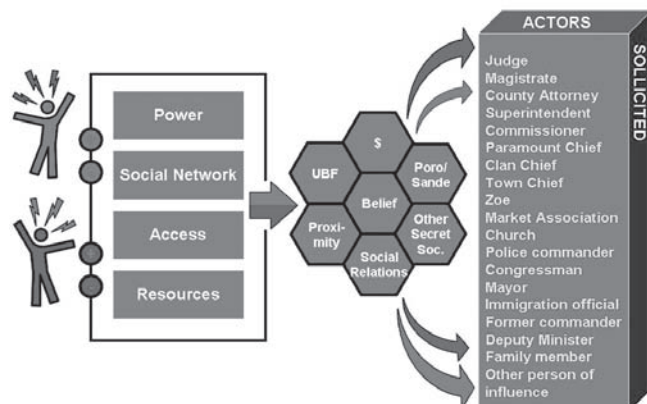 Power
Social Network
Access
Resources
$
UBF
Poro/
Sande
Belief
Proxi-
mity
Other
Secret
Soc.
Social
Relations
ACTORS
SOLLICITED
Judge
Magistrate
County Attorney
Superintendent
Commissioner
Paramount Chief
Clan Chief
Town Chief
Zoe
Market Association
Church
Police commander
Congressman
Mayor
Immigration official
Former commander
Deputy Minister
Family member
Other person of
influence